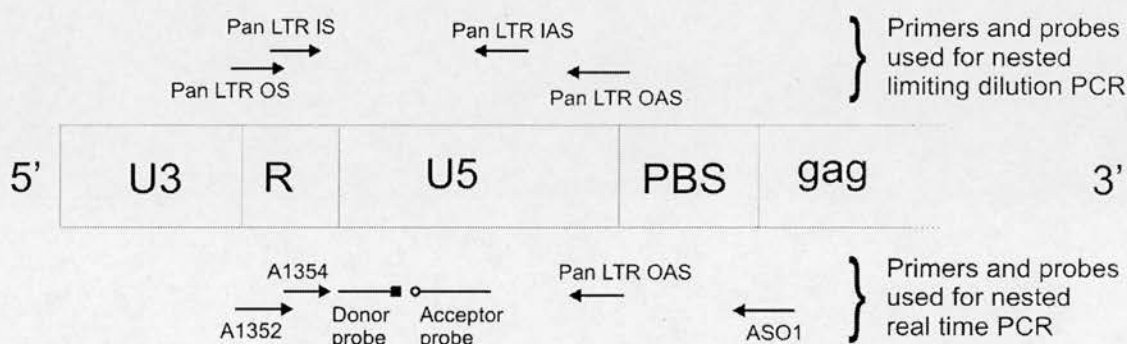 Pan LTR IS
Pan LTR IAS
Pan LTR OS
Pan LTR OAS
} Primers and probes
used for nested
limiting dilution PCR
5' U3 R U5 PBS gag 3'
A1354
Pan LTR OAS
A1352
Donor
probe
Acceptor
probe
ASO1
} Primers and probes
used for nested
real time PCR